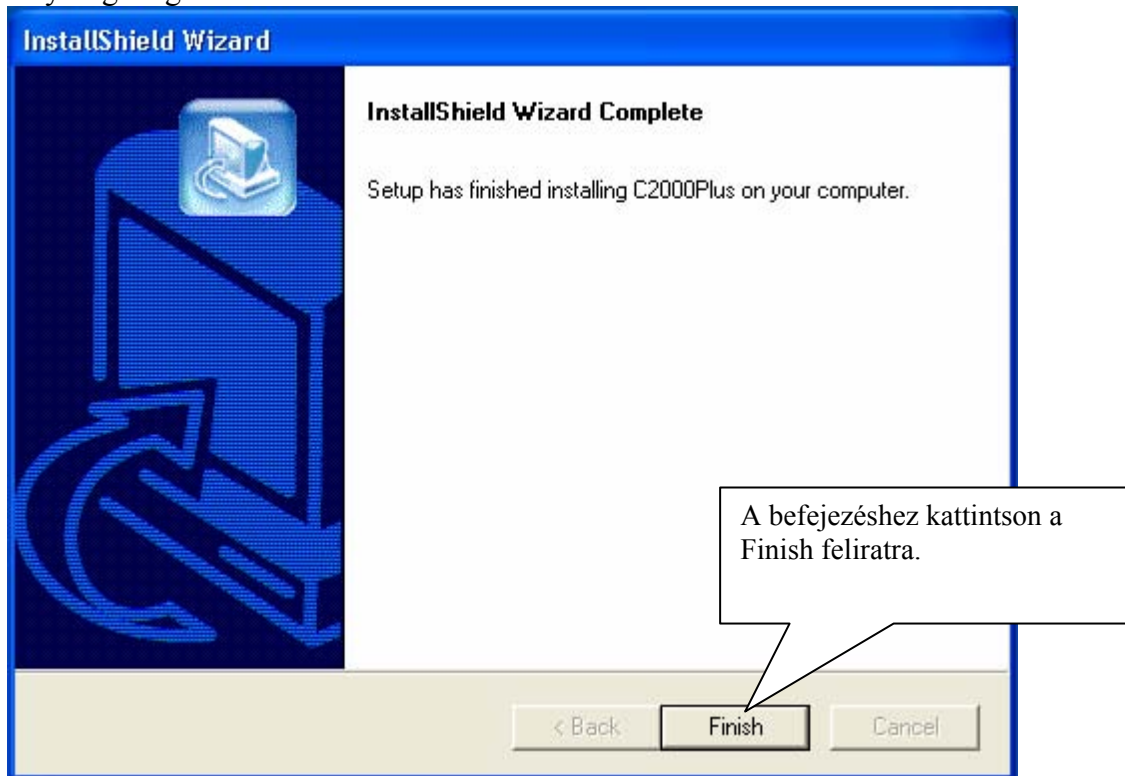 InstallShield Wizard
InstallShield Wizard Complete
Setup has finished installing C2000Plus on your computer.
A befejezéshez kattintson a
Finish feliratra.
< Back
Finish
Cancel